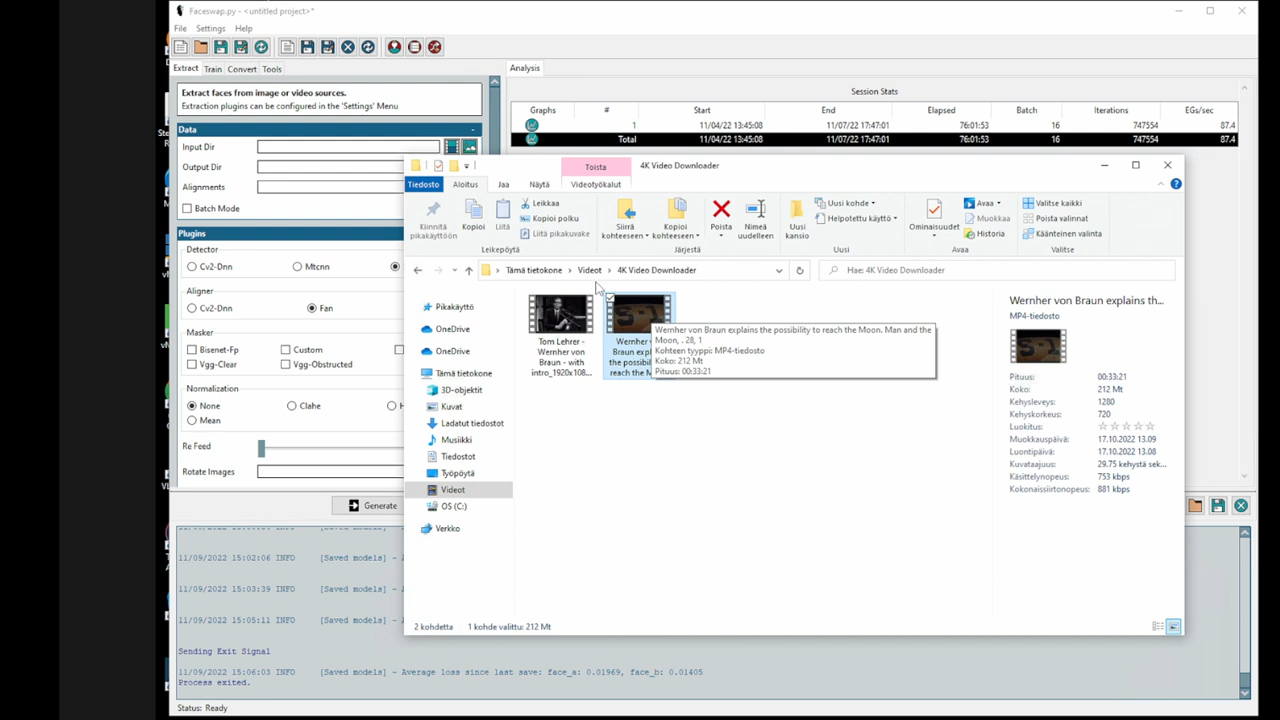 Faceswap.py - <untitled project>*
File Settings Help
Extract Train Convert Tools
Extract faces from image or video sources.
Extraction plugins can be configured in the 'Settings' Menu
Data
Input Dir
Output Dir
Alignments
Batch Mode
Plugins
Detector
Cv2-Dnn Mtcnn
Aligner
Cv2-Dnn Fan
Masker
Bisenet-Fp Custom
Vgg-Clear Vgg-Obstructed
Normalization
None Clahe
Mean
Re Feed
Rotate Images
Generate
Analysis
Session Stats
Graphs # Start End Elapsed Batch Iterations EGs/sec
1 11/04/22 13:45:08 11/07/22 17:47:01 76:01:53 16 747554 87.4
Total 11/04/22 13:45:08 11/07/22 17:47:01 76:01:53 16 747554 87.4
Toista 4K Video Downloader
Tiedosto Aloitus Jaa Näytä Videotyökalut
Kiinnitä pikakäyttöön
Kopioi
Liitä
Leikkaa
Kopioi polku
Liitä pikakuvake
Leikepöytä
Siirrä kohteeseen
Kopioi kohteeseen
Poista
Nimeä uudelleen
Järjestä
Uusi kansio
Uusi kohde
Helpotettu käyttö
Uusi
Ominaisuudet
Avaa
Muokkaa
Historia
Avaa
Valitse kaikki
Poista valinnat
Käänteinen valinta
Valitse
Tämä tietokone > Videot > 4K Video Downloader
Hae: 4K Video Downloader
Pikakäyttö
OneDrive
OneDrive
Tämä tietokone
3D-objektit
Kuvat
Ladatut tiedostot
Musiikki
Tiedostot
Työpöytä
Videot
OS (C:)
Verkko
Tom Lehrer -
Wernher von
Braun - with
intro_1920x108...
Wernher von Braun explains the possibility to reach the Moon. Man and the
Moon, . 28, 1
Kohteen tyyppi: MP4-tiedosto
Koko: 212 Mt
Pituus: 00:33:21
Wernher von Braun explains th...
MP4-tiedosto
Pituus: 00:33:21
Koko: 212 Mt
Kehysleveys: 1280
Kehyskorkeus: 720
Luokitus:
Muokkauspäivä: 17.10.2022 13.09
Luontipäivä: 17.10.2022 13.08
Kuvataajuus: 29.75 kehystä sek...
Käsittelynopeus: 753 kbps
Kokonaissiirtonopeus: 881 kbps
2 kohdetta 1 kohde valittu: 212 Mt
11/09/2022 15:02:06 INFO [Saved models] -
11/09/2022 15:03:39 INFO [Saved models] -
11/09/2022 15:05:11 INFO [Saved models] -
Sending Exit Signal
11/09/2022 15:06:03 INFO [Saved models] - Average loss since last save: face_a: 0.01969, face_b: 0.01405
Process exited.
Status: Ready